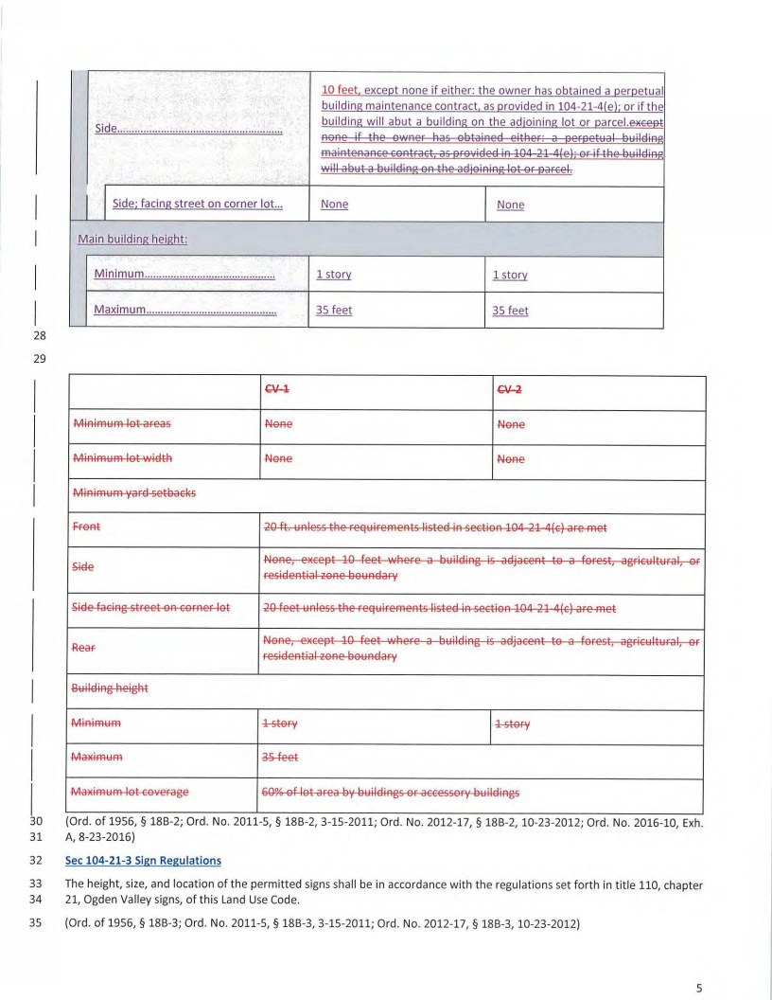 10 feet, except none if either: the owner has obtained a perpetual
building maintenance contract, as provided in 104-21-4(e); or if the
Side............................................................ building will abut a building on the adjoining lot or parcel.except
none if the owner has obtained either: a perpetual building
maintenance contract, as provided in 104-21-4(e); or if the building
will abut a building on the adjoining lot or parcel.
Side; facing street on corner lot... None None
Main building height:
Minimum................................................ 1 story 1 story
Maximum................................................ 35 feet 35 feet
28
29
CV-1 CV-2
Minimum lot areas None None
Minimum lot width None None
Minimum yard setbacks
Front 20 ft. unless the requirements listed in section 104-21-4(c) are met
Side None, except 10 feet where a building is adjacent to a forest, agricultural, or
residential zone boundary
Side facing street on corner lot 20 feet unless the requirements listed in section 104-21-4(c) are met
Rear None, except 10 feet where a building is adjacent to a forest, agricultural, or
residential zone boundary
Building height
Minimum 1 story 1 story
Maximum 35 feet
Maximum lot coverage 60% of lot area by buildings or accessory buildings
30 (Ord. of 1956, § 18B-2; Ord. No. 2011-5, § 18B-2, 3-15-2011; Ord. No. 2012-17, § 18B-2, 10-23-2012; Ord. No. 2016-10, Exh.
31 A, 8-23-2016)
32 Sec 104-21-3 Sign Regulations
33 The height, size, and location of the permitted signs shall be in accordance with the regulations set forth in title 110, chapter
34 21, Ogden Valley signs, of this Land Use Code.
35 (Ord. of 1956, § 18B-3; Ord. No. 2011-5, § 18B-3, 3-15-2011; Ord. No. 2012-17, § 18B-3, 10-23-2012)
5